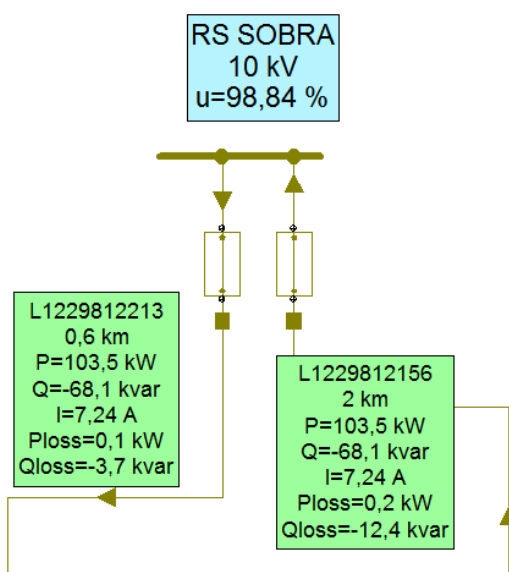 RS SOBRA
10 kV
u=98,84 %
L1229812213
0,6 km
P=103,5 kW
Q=-68,1 kvar
I=7,24 A
Ploss=0,1 kW
Qloss=-3,7 kvar
L1229812156
2 km
P=103,5 kW
Q=-68,1 kvar
I=7,24 A
Ploss=0,2 kW
Qloss=-12,4 kvar